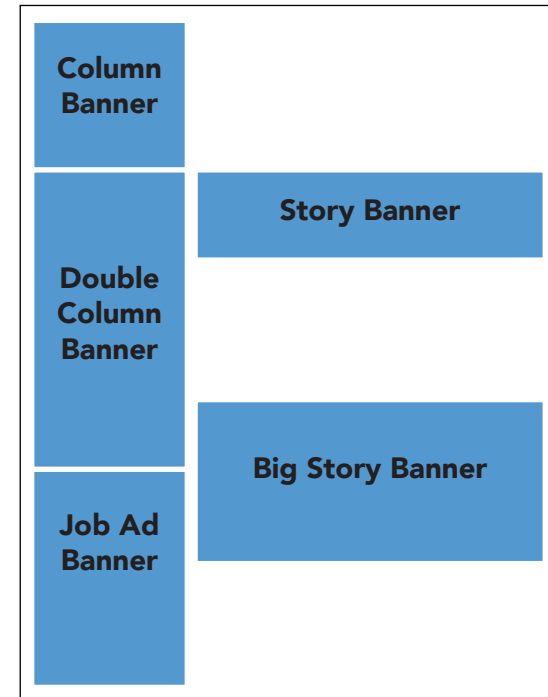 Column
Banner
Story Banner
Double
Column
Banner
Big Story Banner
Job Ad
Banner